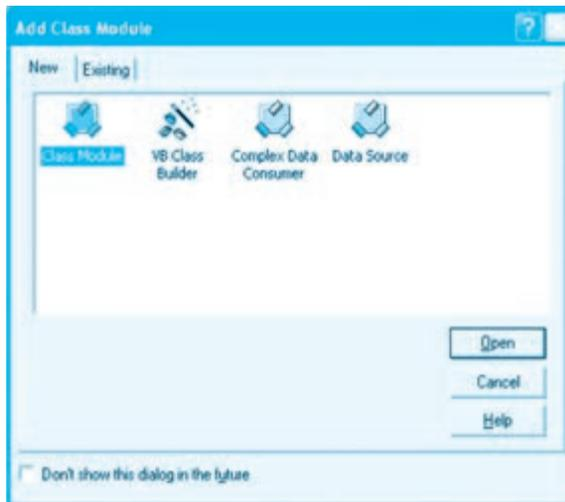 Add Class Module
?
New Existing
Class Module VB Class Builder Complex Data Consumer Data Source
Open
Cancel
Help
Don't show this dialog in the future